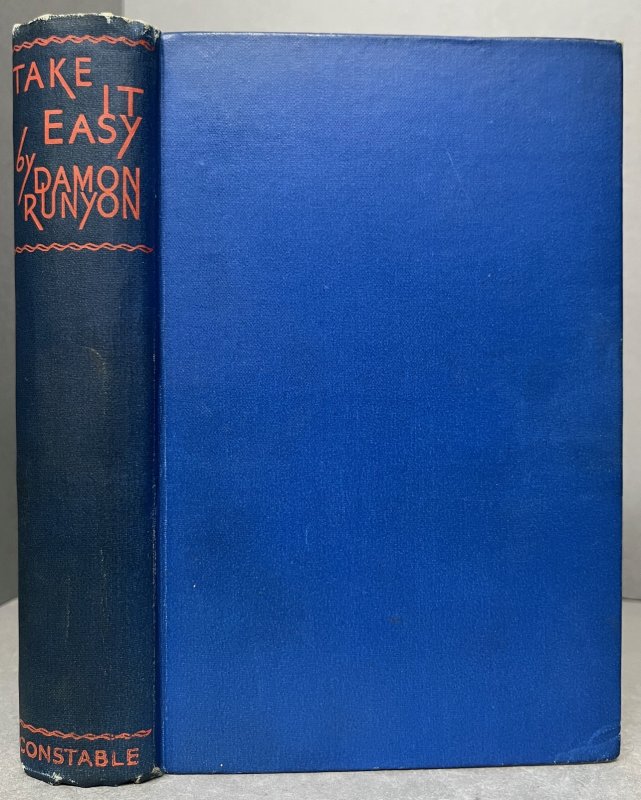 TAKE
IT
EASY
by DAMON
RUNYON
CONSTABLE